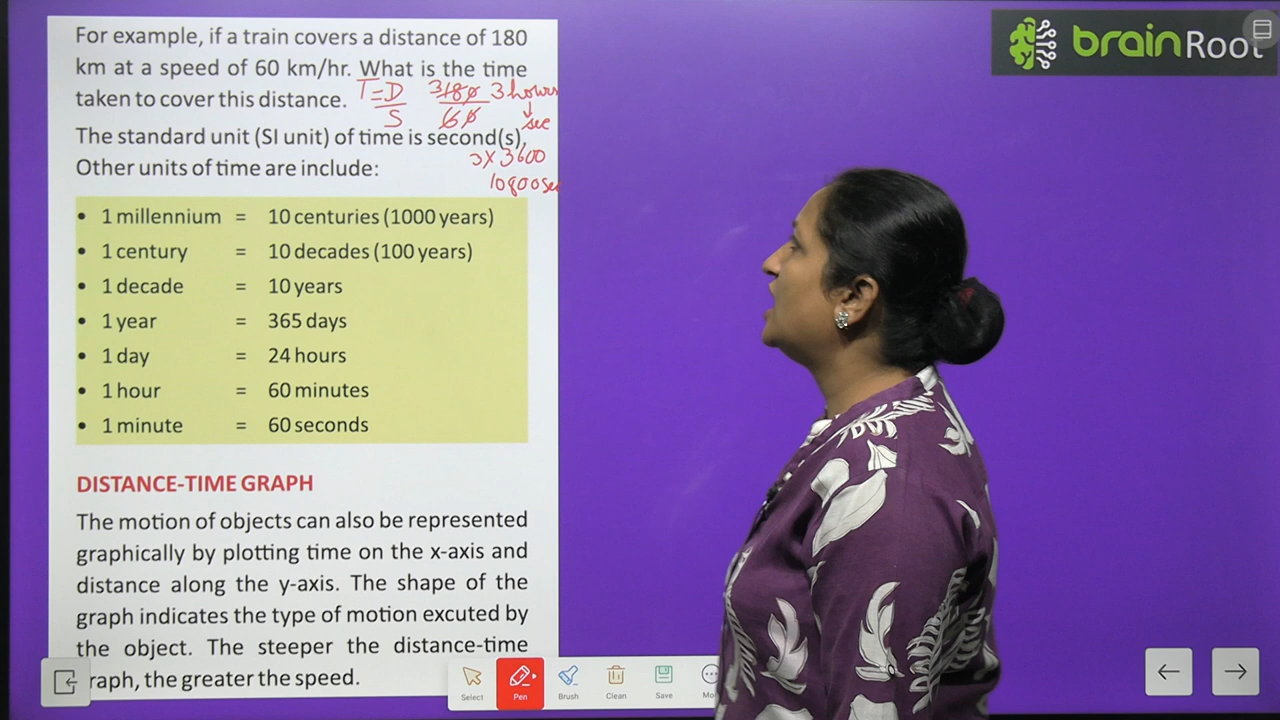 For example, if a train covers a distance of 180
km at a speed of 60 km/hr. What is the time
taken to cover this distance.
T=D/S 180/60 3 hours
sec
The standard unit (SI unit) of time is second(s),
3X3600
Other units of time are include:
10800sec
• 1 millennium = 10 centuries (1000 years)
• 1 century = 10 decades (100 years)
• 1 decade = 10 years
• 1 year = 365 days
• 1 day = 24 hours
• 1 hour = 60 minutes
• 1 minute = 60 seconds
DISTANCE-TIME GRAPH
The motion of objects can also be represented
graphically by plotting time on the x-axis and
distance along the y-axis. The shape of the
graph indicates the type of motion excuted by
the object. The steeper the distance-time
raph, the greater the speed.
Select
Pen
Brush
Clean
Save
Mo
brainRoot